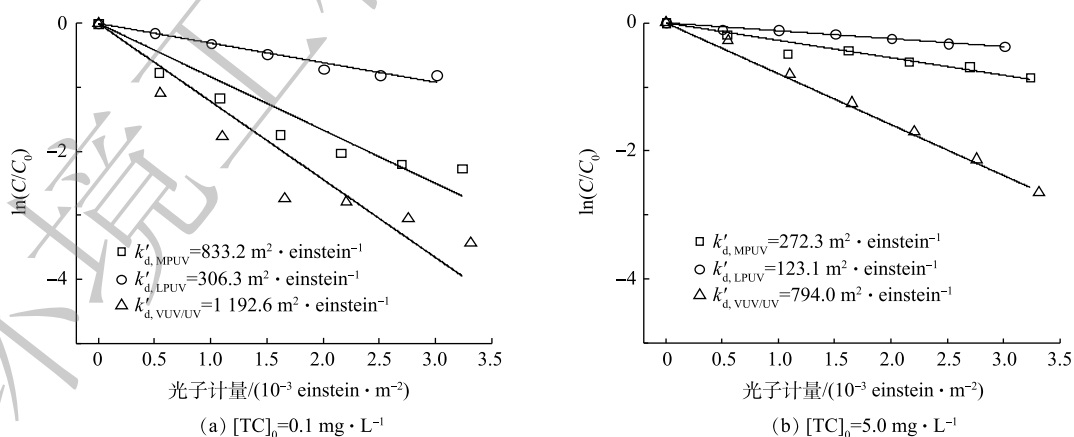 0
−2
−4
ln(C/C₀)
k′d, MPUV=833.2 m²·einstein⁻¹
k′d, LPUV=306.3 m²·einstein⁻¹
k′d, VUV/UV=1 192.6 m²·einstein⁻¹
0 0.5 1.0 1.5 2.0 2.5 3.0 3.5
光子计量/(10⁻³ einstein·m⁻²)
(a) [TC]₀=0.1 mg·L⁻¹
0
−2
−4
ln(C/C₀)
k′d, MPUV=272.3 m²·einstein⁻¹
k′d, LPUV=123.1 m²·einstein⁻¹
k′d, VUV/UV=794.0 m²·einstein⁻¹
0 0.5 1.0 1.5 2.0 2.5 3.0 3.5
光子计量/(10⁻³ einstein·m⁻²)
(b) [TC]₀=5.0 mg·L⁻¹